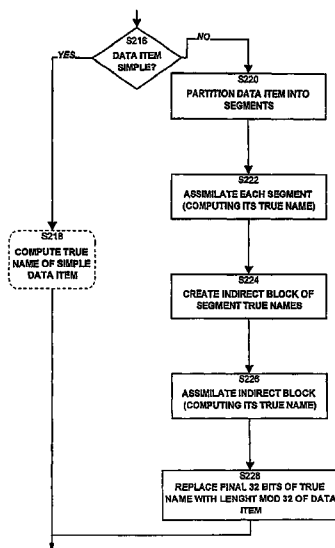 S216
DATA ITEM
SIMPLE?
YES
NO
S220
PARTITION DATA ITEM INTO
SEGMENTS
S222
ASSIMILATE EACH SEGMENT
(COMPUTING ITS TRUE NAME)
S218
COMPUTE TRUE
NAME OF SIMPLE
DATA ITEM
S224
CREATE INDIRECT BLOCK OF
SEGMENT TRUE NAMES
S226
ASSIMILATE INDIRECT BLOCK
(COMPUTING ITS TRUE NAME)
S228
REPLACE FINAL 32 BITS OF TRUE
NAME WITH LENGHT MOD 32 OF DATA
ITEM